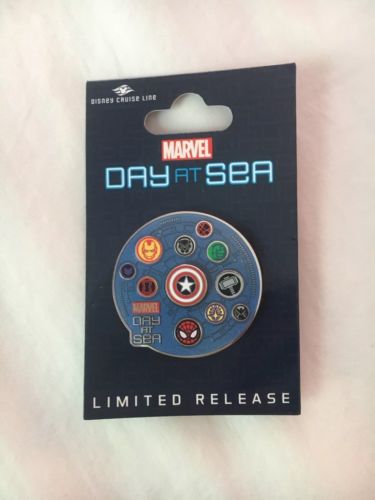 DISNEY CRUISE LINE
MARVEL
DAY AT SEA
MARVEL
DAY
AT
SEA
LIMITED RELEASE